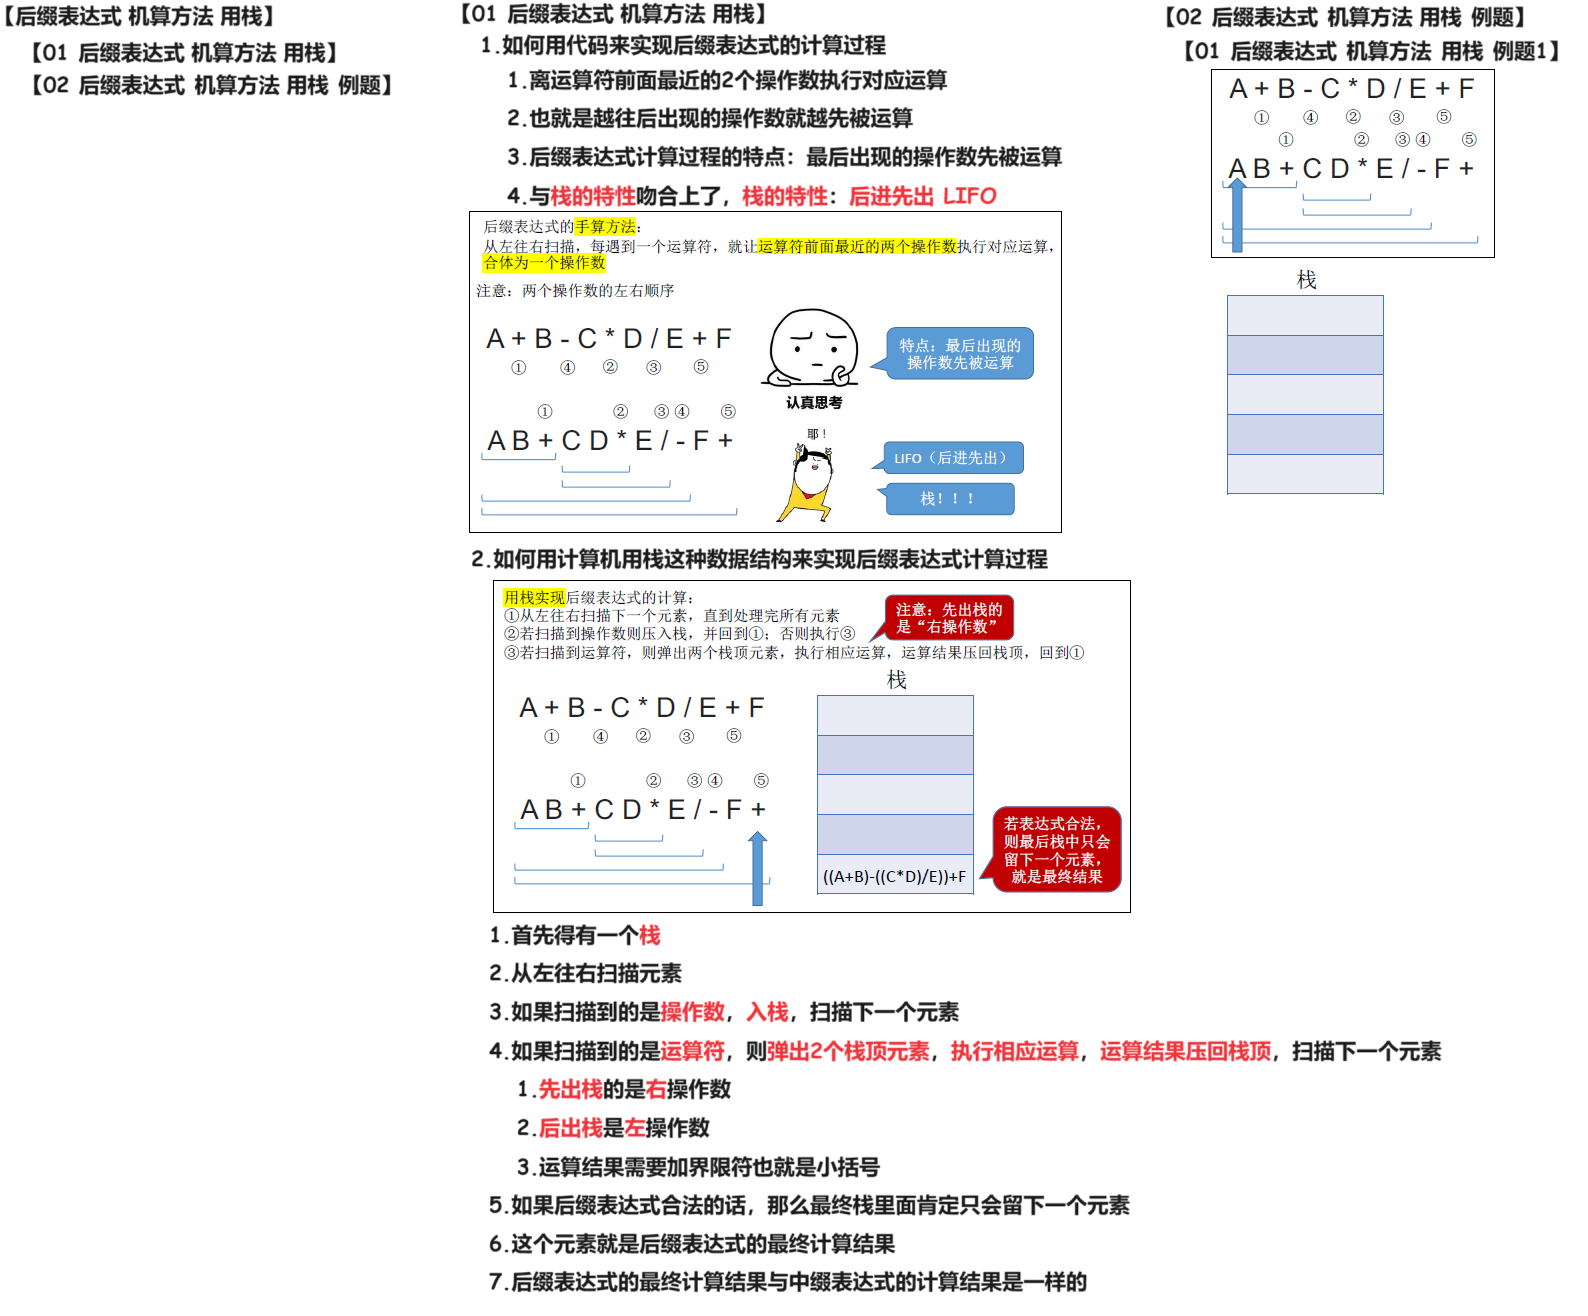 【后缀表达式 机算方法 用栈】
【01 后缀表达式 机算方法 用栈】
【02 后缀表达式 机算方法 用栈 例题】
【01 后缀表达式 机算方法 用栈】
1.如何用代码来实现后缀表达式的计算过程
1.离运算符前面最近的2个操作数执行对应运算
2.也就是越往后出现的操作数就越先被运算
3.后缀表达式计算过程的特点：最后出现的操作数先被运算
4.与栈的特性吻合上了，栈的特性：后进先出 LIFO
后缀表达式的手算方法：
从左往右扫描，每遇到一个运算符，就让运算符前面最近的两个操作数执行对应运算，
合体为一个操作数
注意：两个操作数的左右顺序
A + B - C * D / E + F
① ④ ② ③ ⑤
① ② ③ ④ ⑤
A B + C D * E / - F +
认真思考
特点：最后出现的
操作数先被运算
耶！
LIFO（后进先出）
栈！！！
2.如何用计算机用栈这种数据结构来实现后缀表达式计算过程
用栈实现后缀表达式的计算：
①从左往右扫描下一个元素，直到处理完所有元素
②若扫描到操作数则压入栈，并回到①；否则执行③
③若扫描到运算符，则弹出两个栈顶元素，执行相应运算，运算结果压回栈顶，回到①
注意：先出栈的
是“右操作数”
A + B - C * D / E + F
① ④ ② ③ ⑤
① ② ③ ④ ⑤
A B + C D * E / - F +
栈
((A+B)-((C*D)/E))+F
若表达式合法，
则最后栈中只会
留下一个元素，
就是最终结果
1.首先得有一个栈
2.从左往右扫描元素
3.如果扫描到的是操作数，入栈，扫描下一个元素
4.如果扫描到的是运算符，则弹出2个栈顶元素，执行相应运算，运算结果压回栈顶，扫描下一个元素
1.先出栈的是右操作数
2.后出栈是左操作数
3.运算结果需要加界限符也就是小括号
5.如果后缀表达式合法的话，那么最终栈里面肯定只会留下一个元素
6.这个元素就是后缀表达式的最终计算结果
7.后缀表达式的最终计算结果与中缀表达式的计算结果是一样的
【02 后缀表达式 机算方法 用栈 例题】
【01 后缀表达式 机算方法 用栈 例题1】
A + B - C * D / E + F
① ④ ② ③ ⑤
① ② ③ ④ ⑤
A B + C D * E / - F +
栈